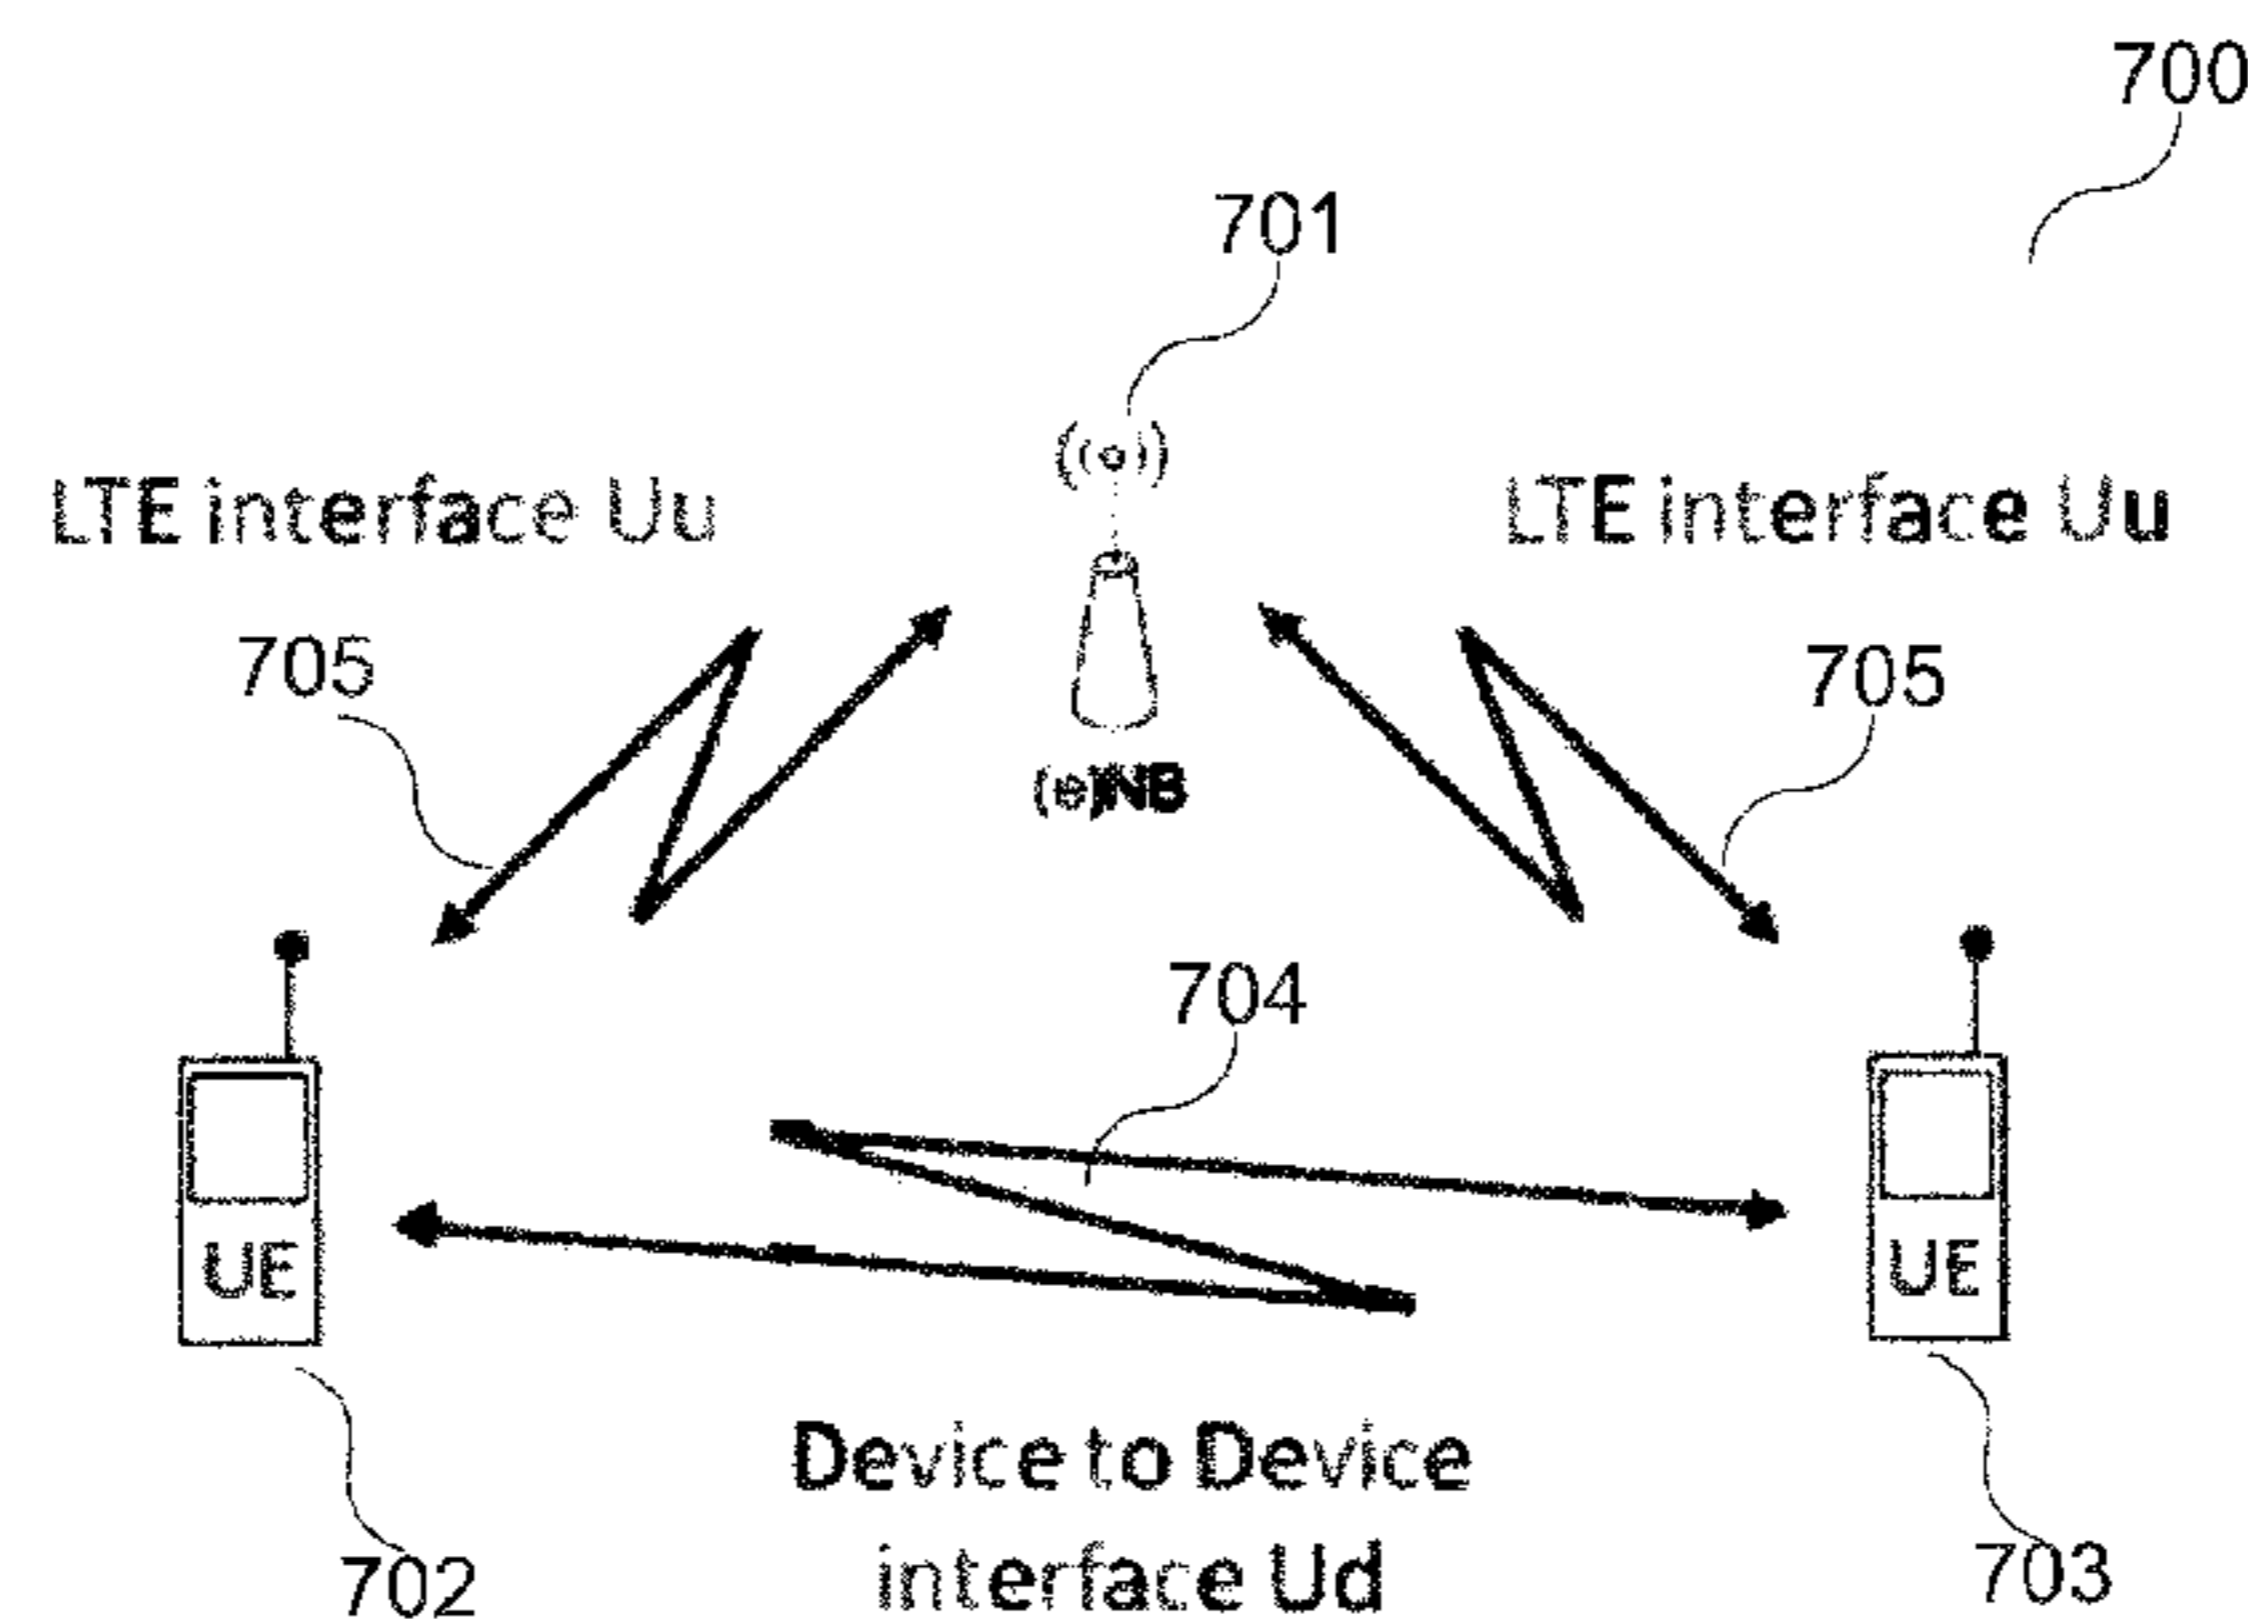 700
701
LTE interface Uu
LTE interface Uu
705
705
(e)NB
704
UE
UE
Device to Device
interface Ud
702
703